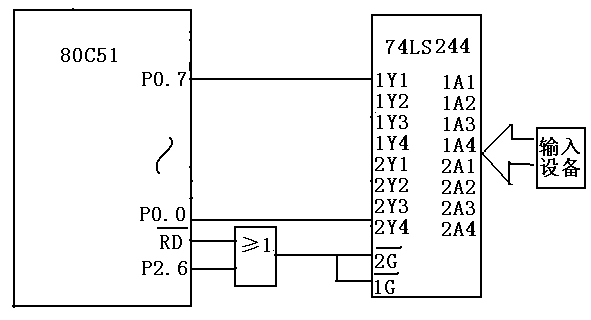 80C51
P0.7
P0.0
RD
P2.6
≥1
74LS244
1Y1 1A1
1Y2 1A2
1Y3 1A3
1Y4 1A4
2Y1 2A1
2Y2 2A2
2Y3 2A3
2Y4 2A4
2G
1G
输入
设备